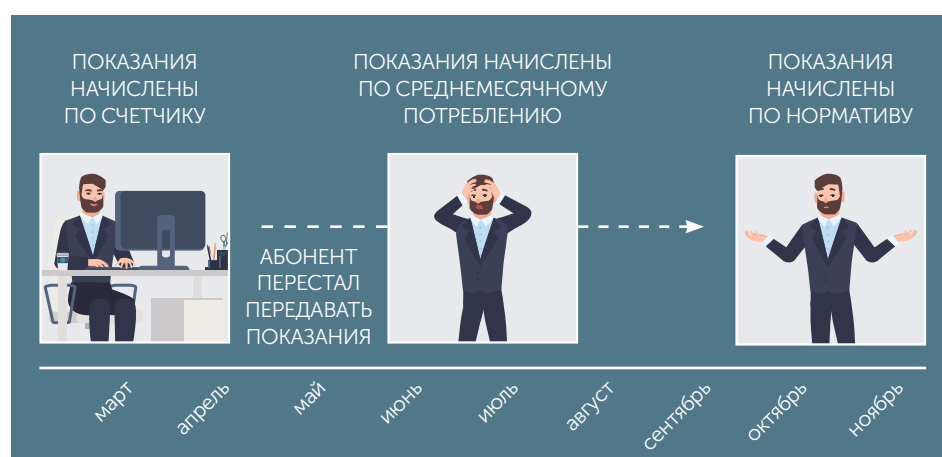 ПОКАЗАНИЯ
НАЧИСЛЕНЫ
ПО СЧЕТЧИКУ
ПОКАЗАНИЯ НАЧИСЛЕНЫ
ПО СРЕДНЕМЕСЯЧНОМУ
ПОТРЕБЛЕНИЮ
ПОКАЗАНИЯ
НАЧИСЛЕНЫ
ПО НОРМАТИВУ
АБОНЕНТ
ПЕРЕСТАЛ
ПЕРЕДАВАТЬ
ПОКАЗАНИЯ
март
апрель
май
июнь
июль
август
сентябрь
октябрь
ноябрь